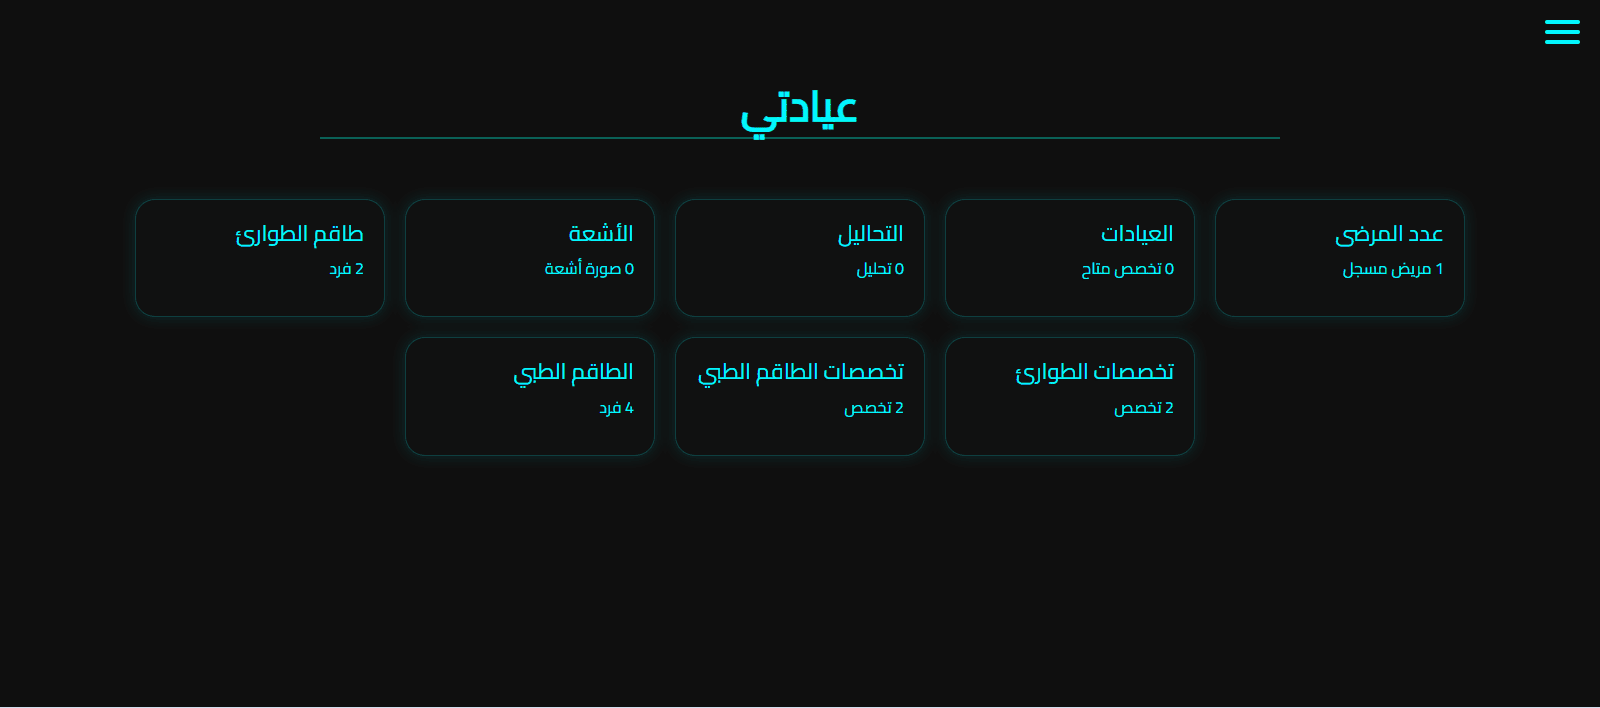 عيادتي
عدد المرضى
1 مريض مسجل
العيادات
0 تخصص متاح
التحاليل
0 تحليل
الأشعة
0 صورة أشعة
طاقم الطوارئ
2 فرد
تخصصات الطوارئ
2 تخصص
تخصصات الطاقم الطبي
2 تخصص
الطاقم الطبي
4 فرد